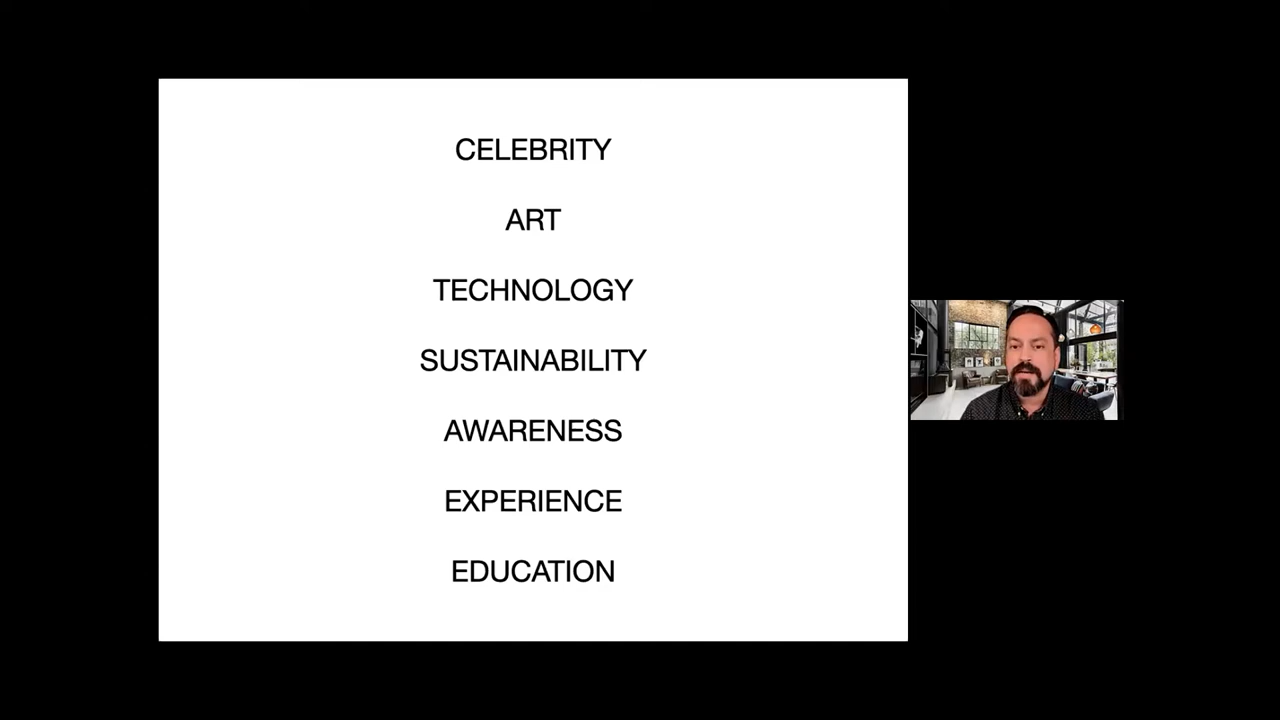 CELEBRITY
ART
TECHNOLOGY
SUSTAINABILITY
AWARENESS
EXPERIENCE
EDUCATION